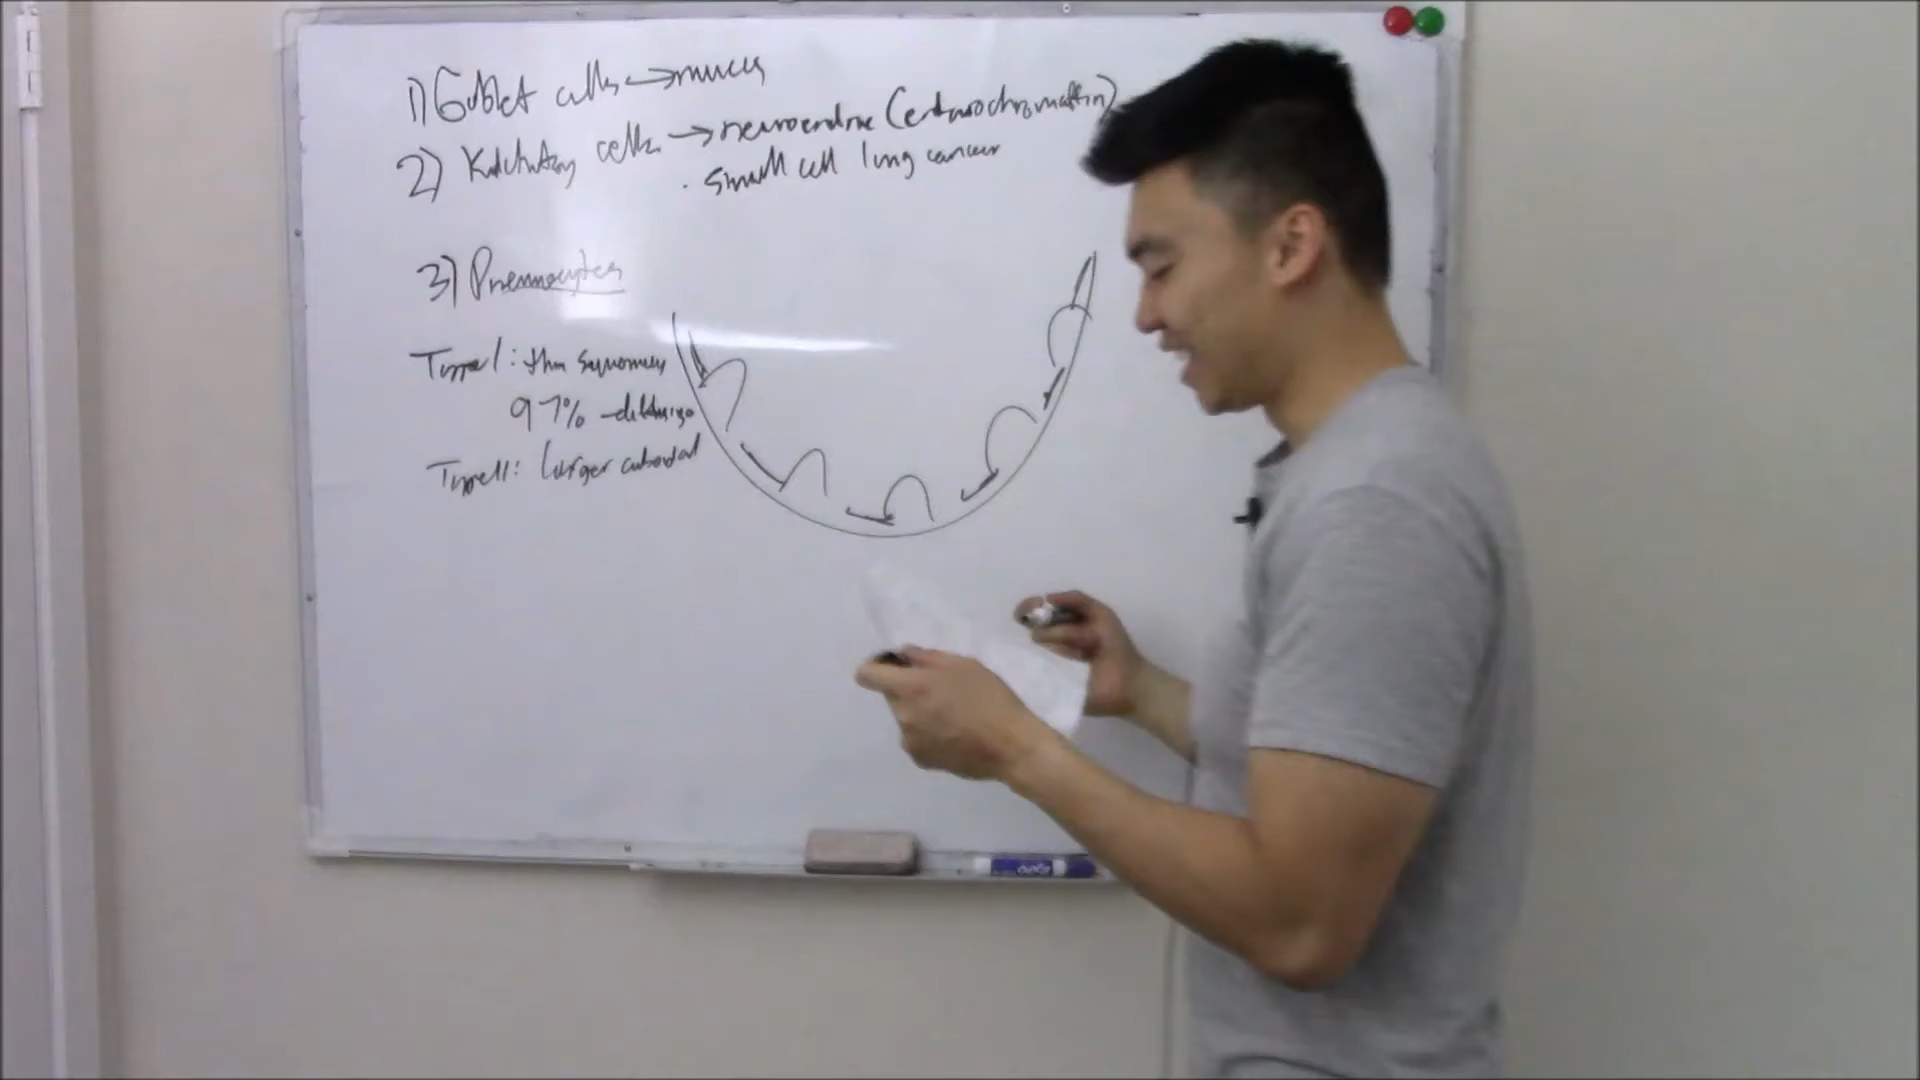 1) Goblet cells → mucus
2) Kulchitsky cells → neuroendrine (enterochromaffin)
· small cell lung cancer
3) Pneumocytes
Type I: thin squamous
97%
Type II: larger cuboidal